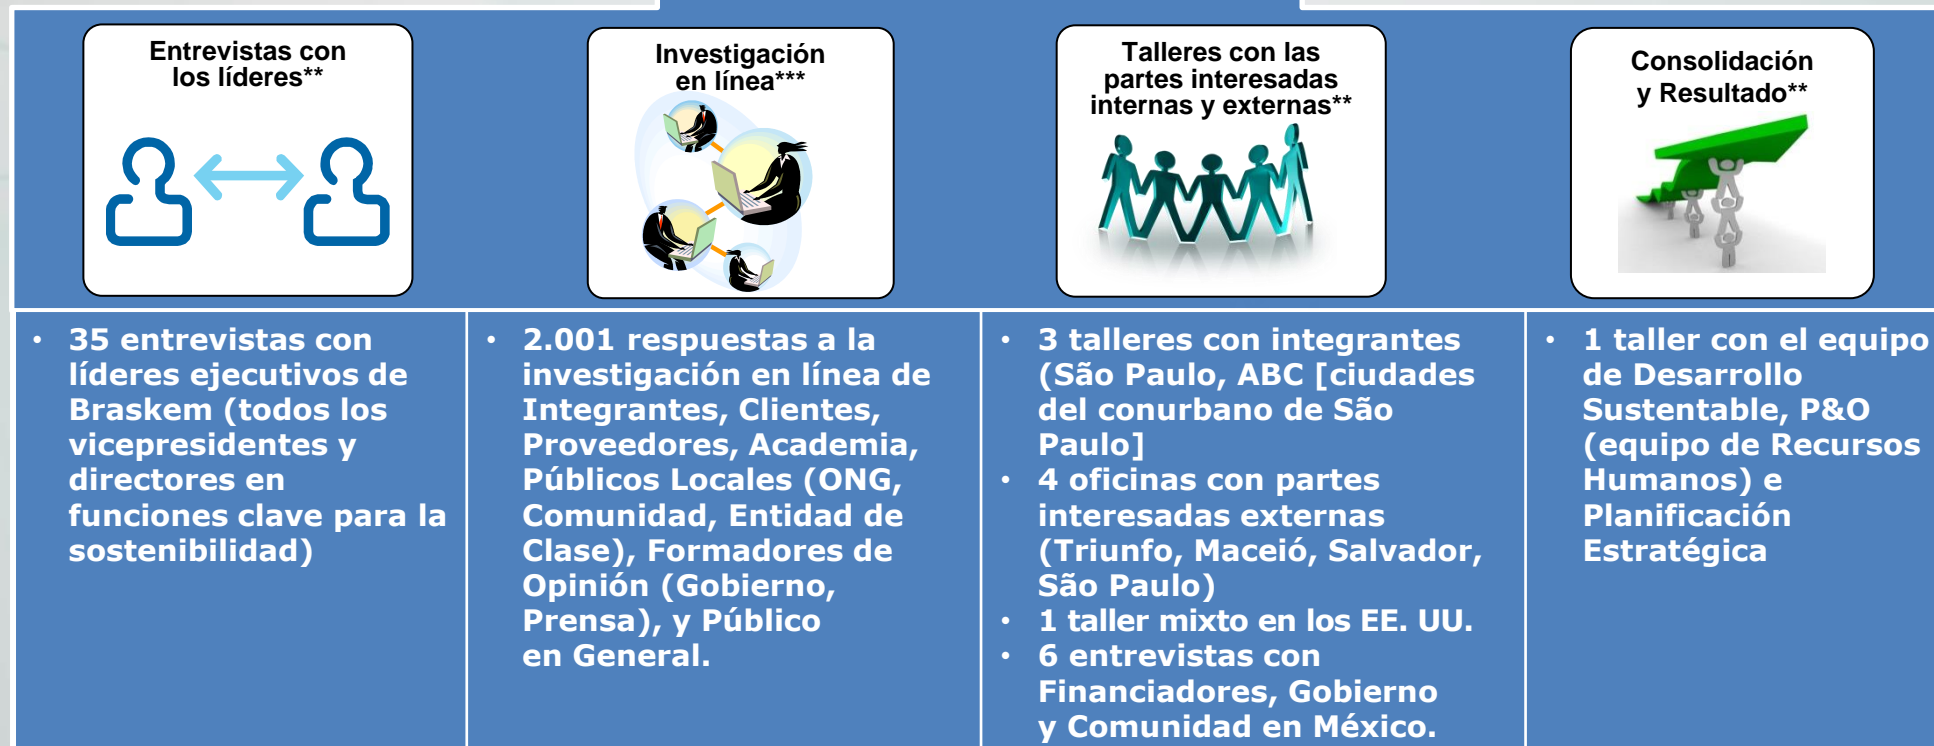 Entrevistas con
los líderes**
Investigación
en línea***
Talleres con las
partes interesadas
internas y externas**
Consolidación
y Resultado**
• 35 entrevistas con
líderes ejecutivos de
Braskem (todos los
vicepresidentes y
directores en
funciones clave para la
sostenibilidad)
• 2.001 respuestas a la
investigación en línea de
Integrantes, Clientes,
Proveedores, Academia,
Públicos Locales (ONG,
Comunidad, Entidad de
Clase), Formadores de
Opinión (Gobierno,
Prensa), y Público
en General.
• 3 talleres con integrantes
(São Paulo, ABC [ciudades
del conurbano de São
Paulo]
• 4 oficinas con partes
interesadas externas
(Triunfo, Maceió, Salvador,
São Paulo)
• 1 taller mixto en los EE. UU.
• 6 entrevistas con
Financiadores, Gobierno
y Comunidad en México.
• 1 taller con el equipo
de Desarrollo
Sustentable, P&O
(equipo de Recursos
Humanos) e
Planificación
Estratégica